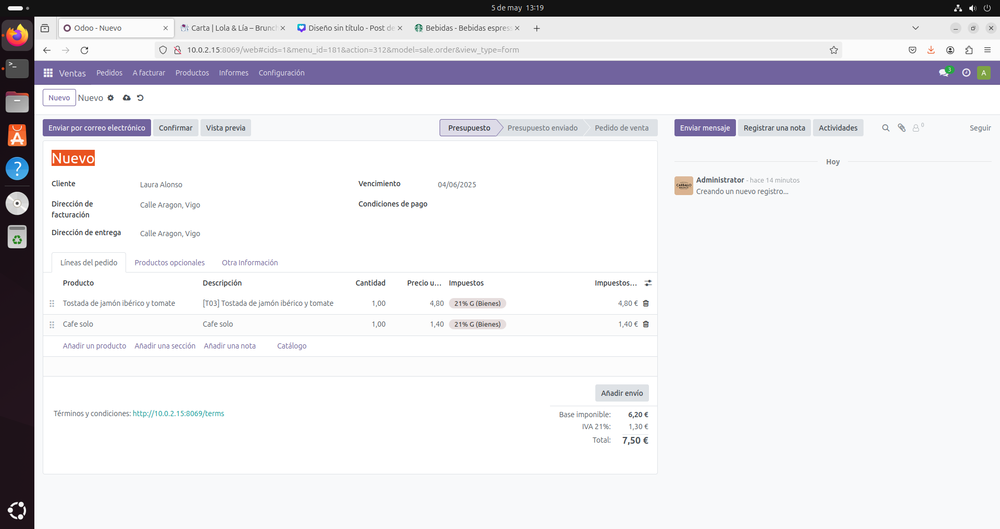 5 de may 13:19
Odoo - Nuevo
Carta | Lola & Lía – Brunch
Diseño sin título - Post de
Bebidas - Bebidas espress
10.0.2.15:8069/web#cids=1&menu_id=181&action=312&model=sale.order&view_type=form
Ventas Pedidos A facturar Productos Informes Configuración
3
A
Nuevo Nuevo
Enviar por correo electrónico Confirmar Vista previa
Presupuesto Presupuesto enviado Pedido de venta
Enviar mensaje Registrar una nota Actividades
0
Seguir
Nuevo
Cliente Laura Alonso
Vencimiento 04/06/2025
Dirección de facturación Calle Aragon, Vigo
Condiciones de pago
Dirección de entrega Calle Aragon, Vigo
Hoy
Administrator - hace 14 minutos
CARBALLO
BRUNCH
Creando un nuevo registro...
Líneas del pedido Productos opcionales Otra Información
Producto Descripción Cantidad Precio u... Impuestos Impuestos...
Tostada de jamón ibérico y tomate [T03] Tostada de jamón ibérico y tomate 1,00 4,80 21% G (Bienes) 4,80 €
Cafe solo Cafe solo 1,00 1,40 21% G (Bienes) 1,40 €
Añadir un producto Añadir una sección Añadir una nota Catálogo
Añadir envío
Términos y condiciones: http://10.0.2.15:8069/terms
Base imponible: 6,20 €
IVA 21%: 1,30 €
Total: 7,50 €